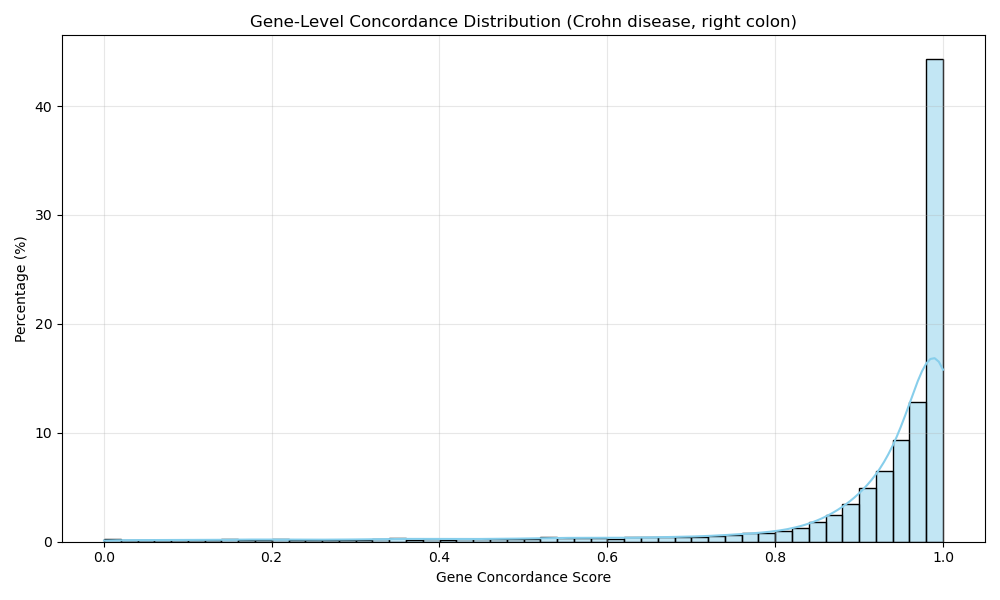 Gene-Level Concordance Distribution (Crohn disease, right colon)
Percentage (%)
40
30
20
10
0
0.0 0.2 0.4 0.6 0.8 1.0
Gene Concordance Score